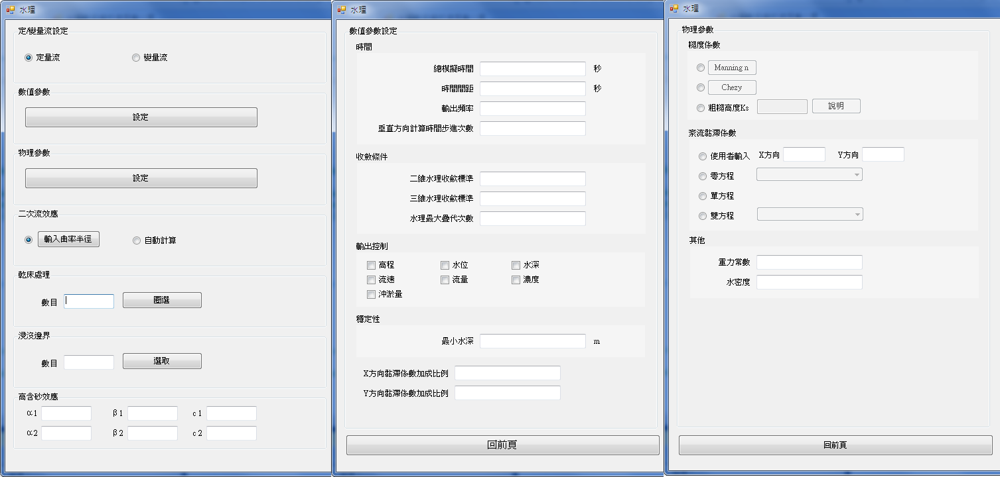 水理
定/變量流設定
定量流 變量流
數值參數
設定
物理參數
設定
二次流效應
輸入曲率半徑 自動計算
乾床處理
數目 圈選
浸沒邊界
數目 選取
高含砂效應
α1 β1 c1
α2 β2 c2
水理
數值參數設定
時間
總模擬時間 秒
時間間距 秒
輸出頻率
垂直方向計算時間步進次數
收斂條件
二維水理收斂標準
三維水理收斂標準
水理最大疊代次數
輸出控制
高程 水位 水深
流速 流量 濃度
沖淤量
穩定性
最小水深 m
X方向黏滯係數加成比例
Y方向黏滯係數加成比例
回前頁
水理
物理參數
糙度係數
Manning n
Chezy
粗糙高度Ks 說明
紊流黏滯係數
使用者輸入 X方向 Y方向
零方程
單方程
雙方程
其他
重力常數
水密度
回前頁